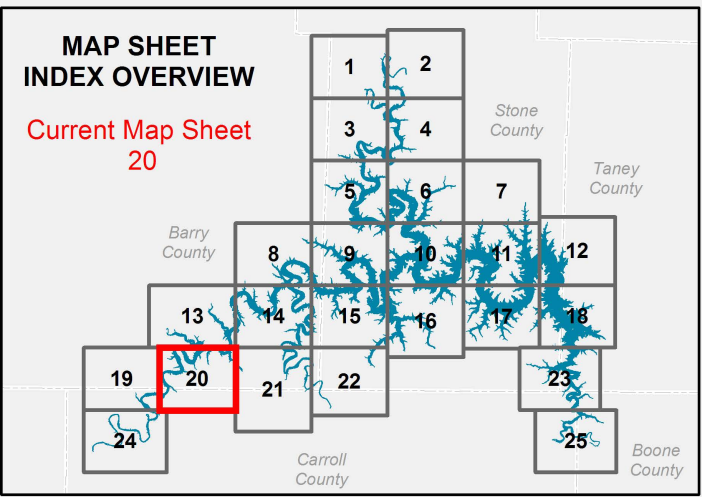 MAP SHEET
INDEX OVERVIEW
Current Map Sheet
20
1
2
3
4
Stone
County
5
6
7
Taney
County
Barry
County
8
9
10
11
12
13
14
15
16
17
18
19
20
21
22
23
24
25
Carroll
County
Boone
County